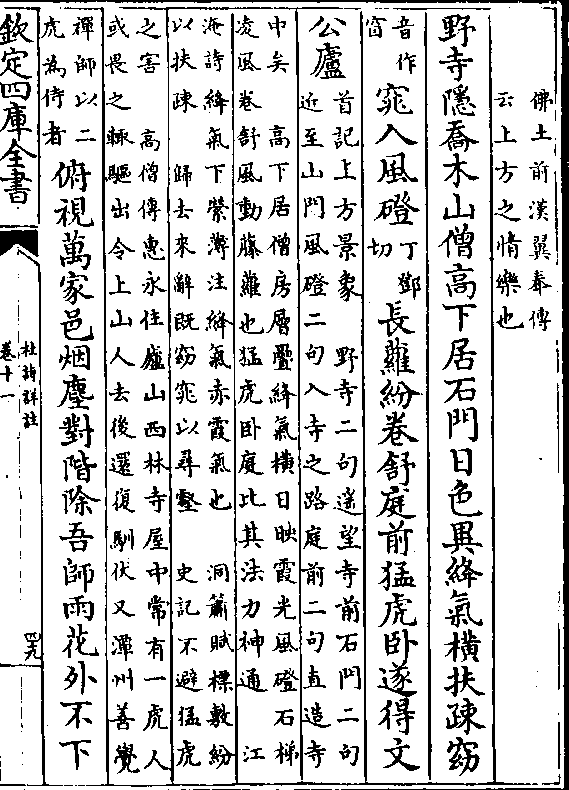 佛土前漢翼奉傳
云上方之情樂也
野寺隱喬木山僧高下居石門日色異絳氣橫扶疎窈
音作
窅
窕入風磴
丁鄧
切
長蘿紛卷舒庭前猛虎卧遂得文
公廬
首記上方景象 野寺二句遙望寺前石門二句
近至山門風磴二句入寺之路庭前二句直造寺
中矣 高下居僧房層疊絳氣橫日映霞光風磴石梯
凌風卷舒風動藤蘿也猛虎卧庭比其法力神通 江
淹詩絳氣下縈薄注絳氣赤霞氣也 洞簫賦標敷紛
以扶疎 歸去來辭既窈窕以尋壑 史記不避猛虎
之害 高僧傳惠永住廬山西林寺屋中常有一虎人
或畏之輒驅出令上山人去後還復馴伏又潭州善覺
禪師以二
虎為侍者
俯視萬家邑烟塵對階除吾師雨花外不下
欽定四庫全書
杜詩詳註
卷十一
四九